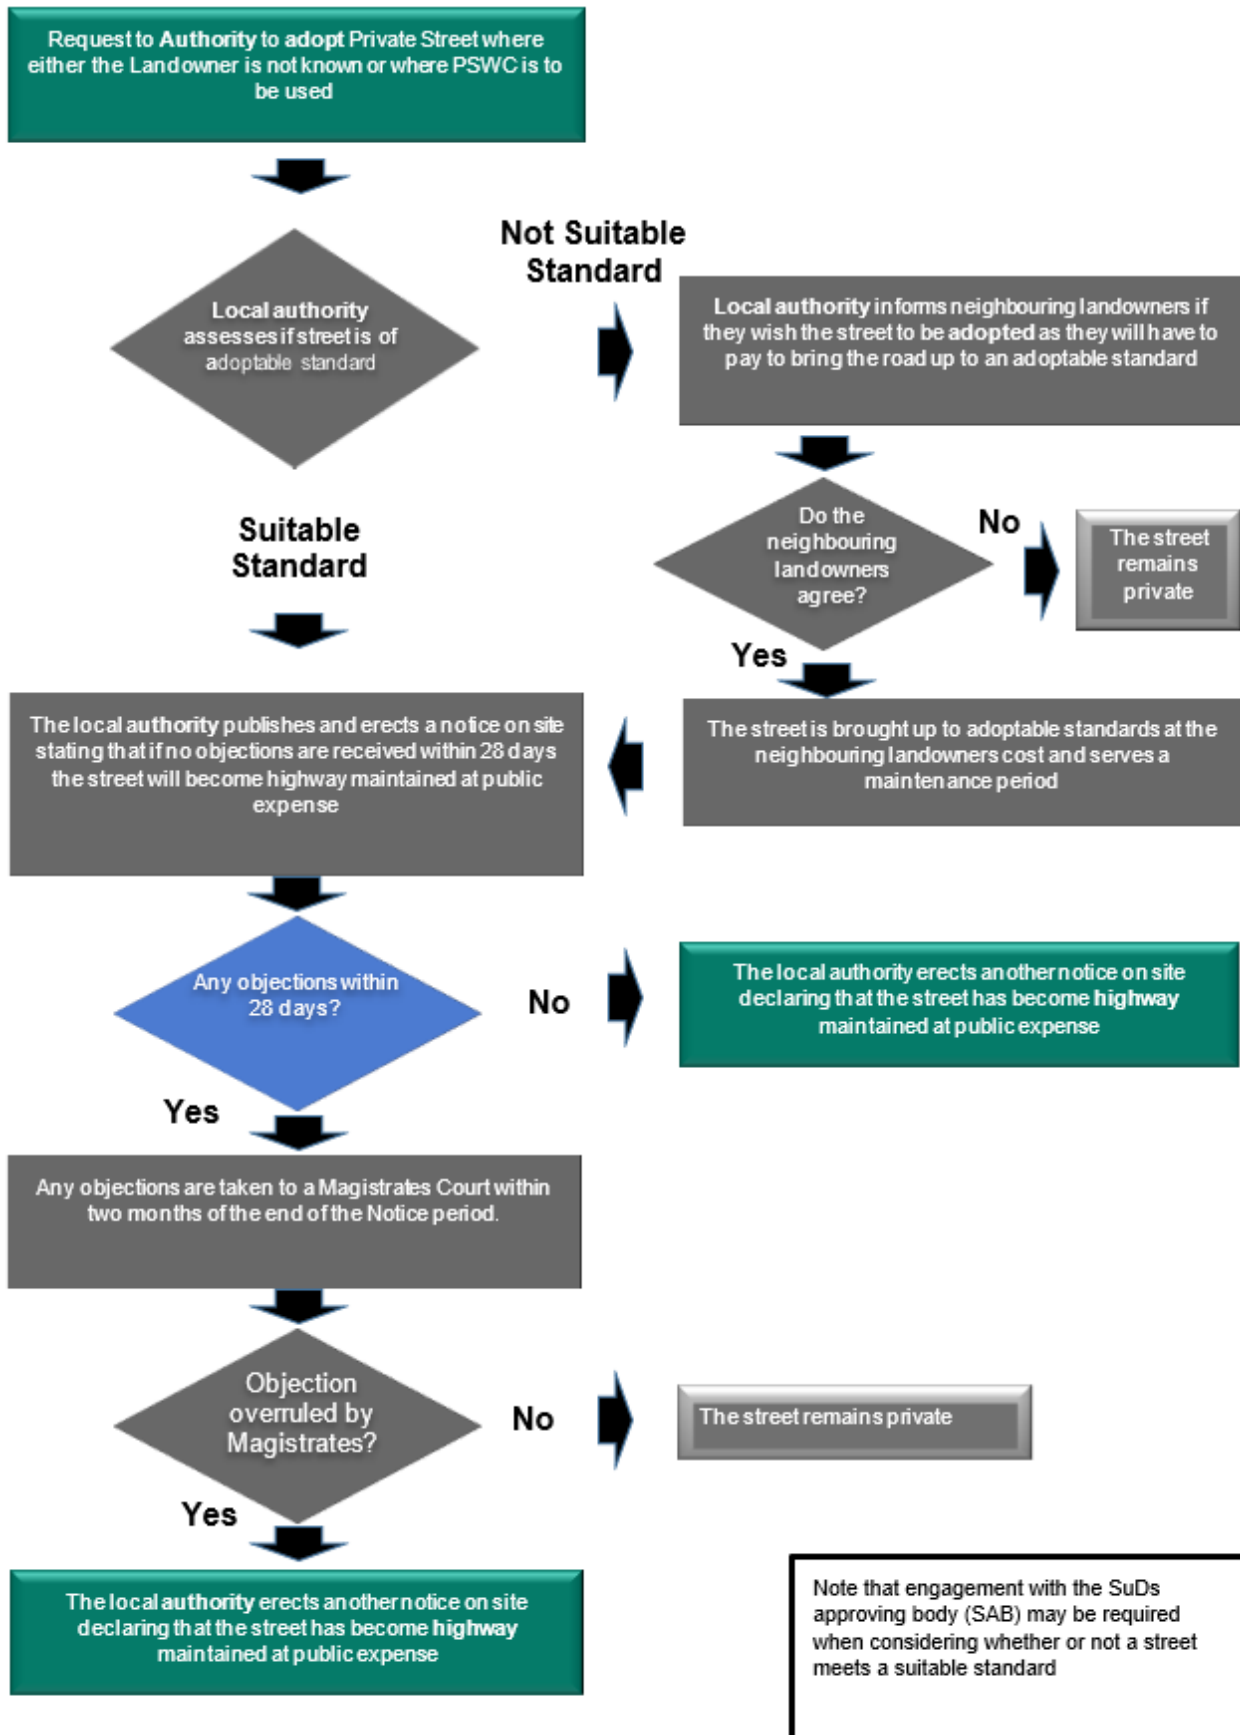 Request to Authority to adopt Private Street where
either the Landowner is not known or where PSWC is to
be used
Not Suitable
Standard
Local authority
assesses if street is of
adoptable standard
Local authority informs neighbouring landowners if
they wish the street to be adopted as they will have to
pay to bring the road up to an adoptable standard
Suitable
Standard
Do the
neighbouring
landowners
agree?
No
The street
remains
private
Yes
The local authority publishes and erects a notice on site
stating that if no objections are received within 28 days
the street will become highway maintained at public
expense
The street is brought up to adoptable standards at the
neighbouring landowners cost and serves a
maintenance period
Any objections within
28 days?
No
The local authority erects another notice on site
declaring that the street has become highway
maintained at public expense
Yes
Any objections are taken to a Magistrates Court within
two months of the end of the Notice period.
Objection
overruled by
Magistrates?
No
The street remains private
Yes
The local authority erects another notice on site
declaring that the street has become highway
maintained at public expense
Note that engagement with the SuDs
approving body (SAB) may be required
when considering whether or not a street
meets a suitable standard